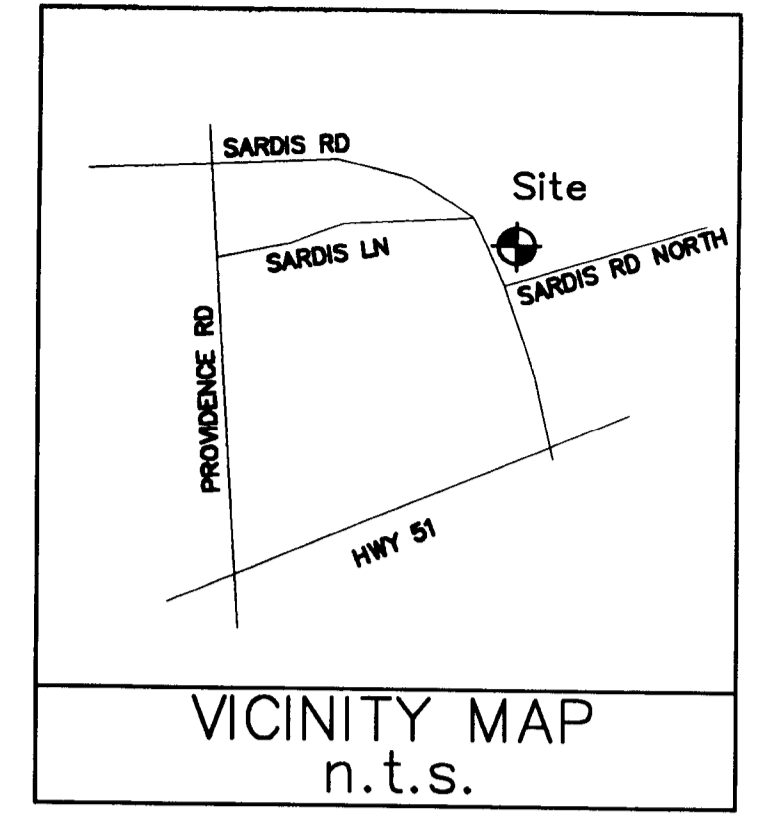 SARDIS RD
Site
SARDIS LN
SARDIS RD NORTH
PROVIDENCE RD
HWY 51
VICINITY MAP
n.t.s.